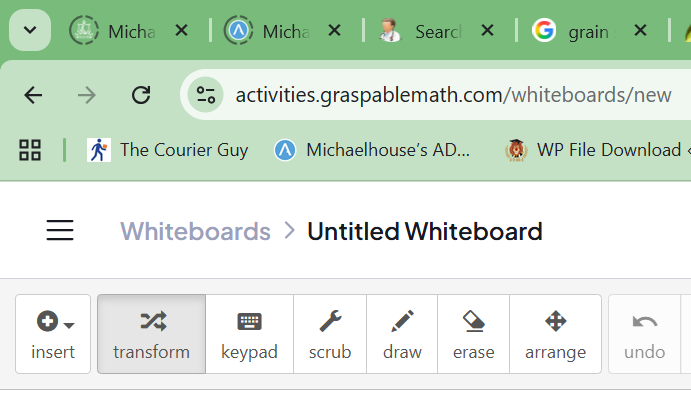 Micha Micha Searc grain
activities.graspablemath.com/whiteboards/new
The Courier Guy Michaelhouse's AD... WP File Download
Whiteboards > Untitled Whiteboard
insert transform keypad scrub draw erase arrange undo